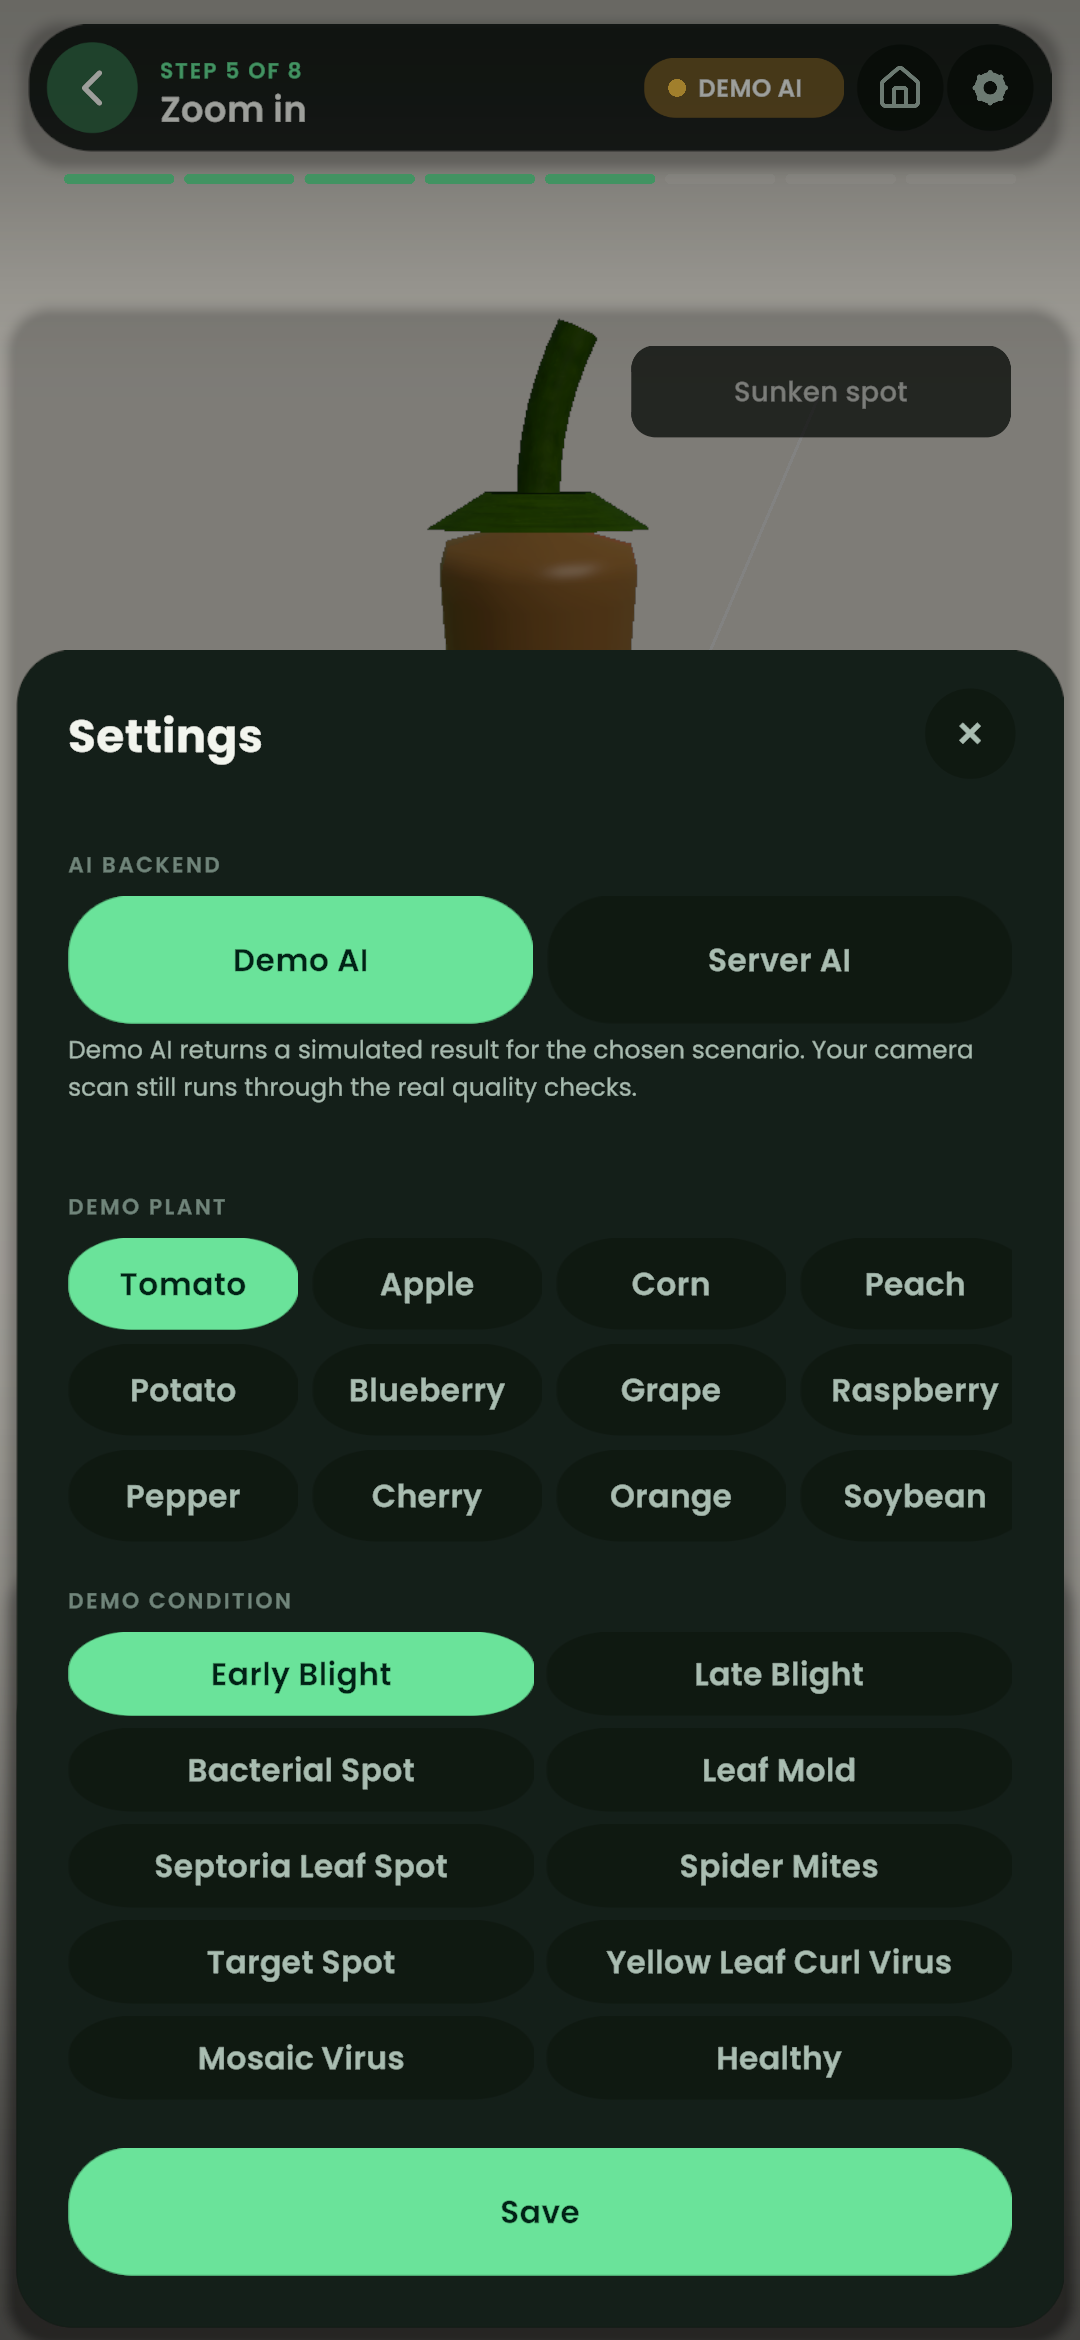 STEP 5 OF 8
Zoom in
DEMO AI
Sunken spot
Settings
AI BACKEND
Demo AI
Server AI
Demo AI returns a simulated result for the chosen scenario. Your camera
scan still runs through the real quality checks.
DEMO PLANT
Tomato
Apple
Corn
Peach
Potato
Blueberry
Grape
Raspberry
Pepper
Cherry
Orange
Soybean
DEMO CONDITION
Early Blight
Late Blight
Bacterial Spot
Leaf Mold
Septoria Leaf Spot
Spider Mites
Target Spot
Yellow Leaf Curl Virus
Mosaic Virus
Healthy
Save